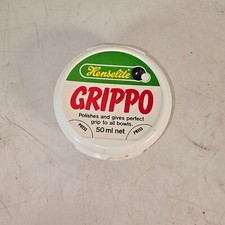 Henselite
GRIPPO
Polishes and gives perfect
grip to all bowls.
50 ml net
PRESS
PRESS